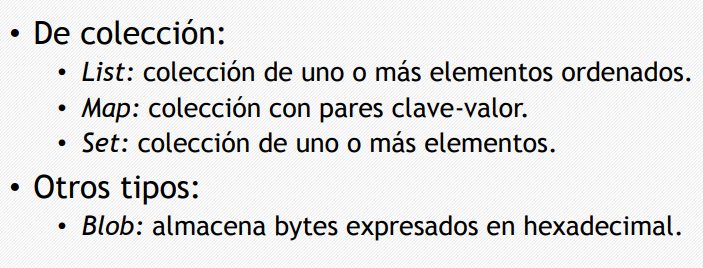 • De colección:
• List: colección de uno o más elementos ordenados.
• Map: colección con pares clave-valor.
• Set: colección de uno o más elementos.
• Otros tipos:
• Blob: almacena bytes expresados en hexadecimal.